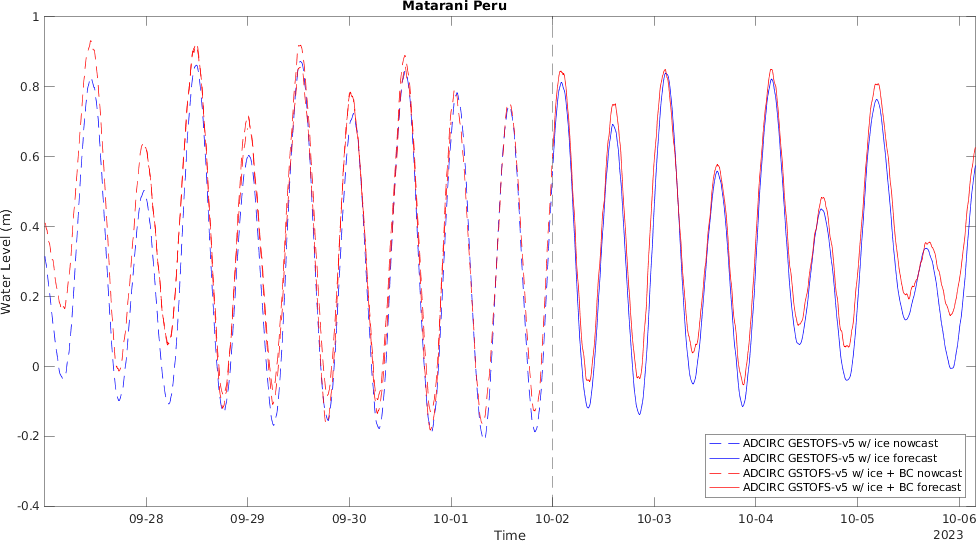 Matarani Peru
1
0.8
0.6
0.4
0.2
0
-0.2
-0.4
Water Level (m)
ADCIRC GESTOFS-v5 w/ ice nowcast
ADCIRC GESTOFS-v5 w/ ice forecast
ADCIRC GSTOFS-v5 w/ ice + BC nowcast
ADCIRC GSTOFS-v5 w/ ice + BC forecast
09-28 09-29 09-30 10-01 10-02 10-03 10-04 10-05 10-06
Time 2023